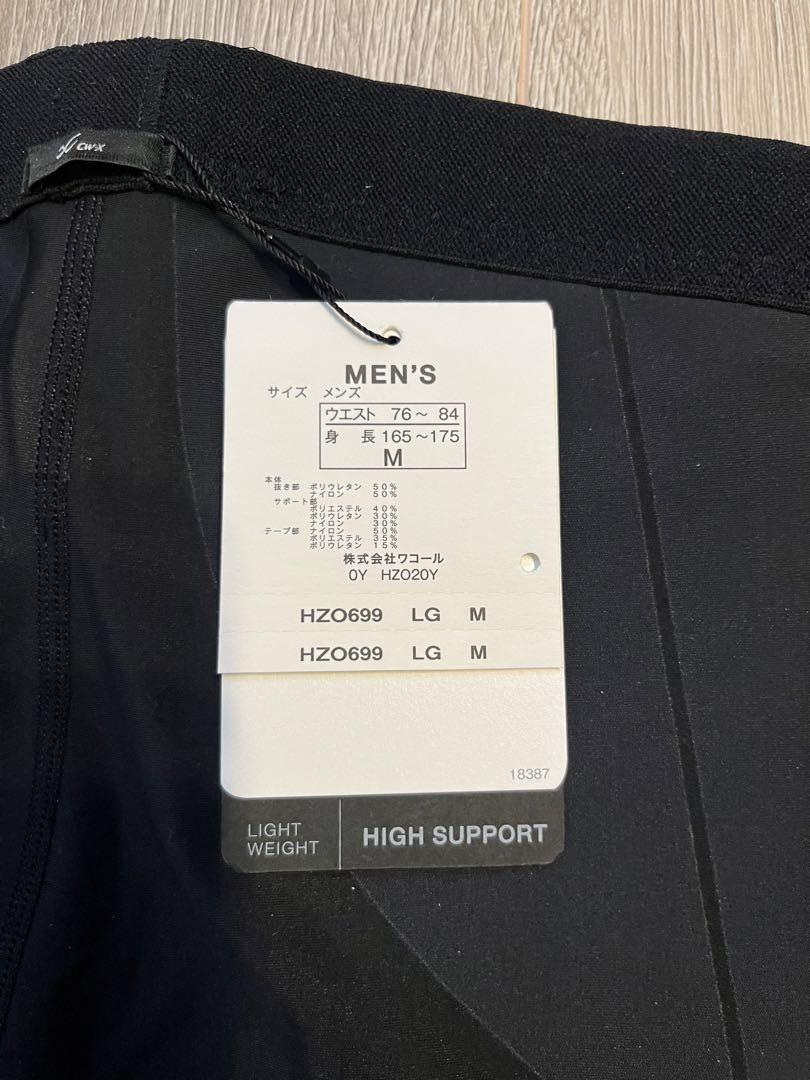 CW-X
MEN'S
サイズ メンズ
ウエスト 76～ 84
身 長 165～175
M
本体
抜き部 ポリウレタン 50%
ナイロン 50%
サポート部
ポリエステル 40%
ポリウレタン 30%
ナイロン 30%
テープ部 ナイロン 50%
ポリエステル 35%
ポリウレタン 15%
株式会社ワコール
0Y HZO20Y
HZO699 LG M
HZO699 LG M
18387
LIGHT
WEIGHT
HIGH SUPPORT